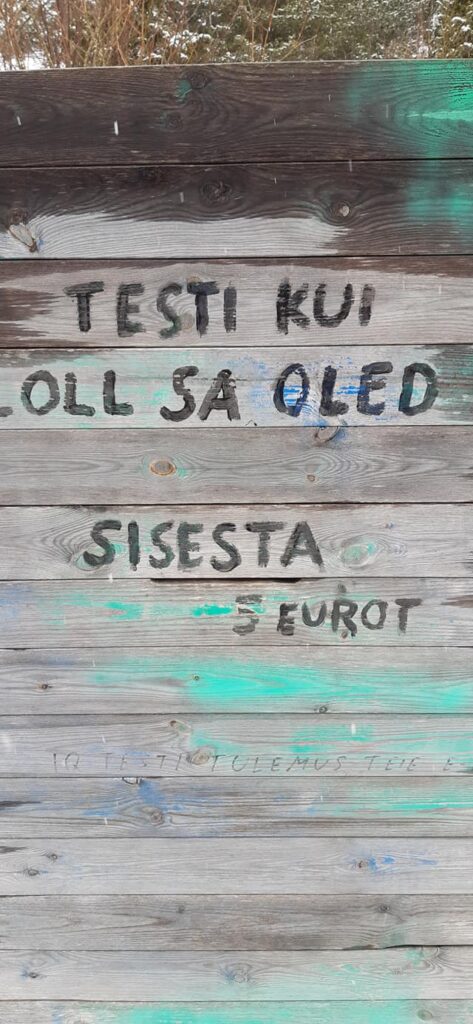 TESTI KUI
LOLL SA OLED
SISESTA
5 EUROT
IQ TESTI TULEMUS TEIE